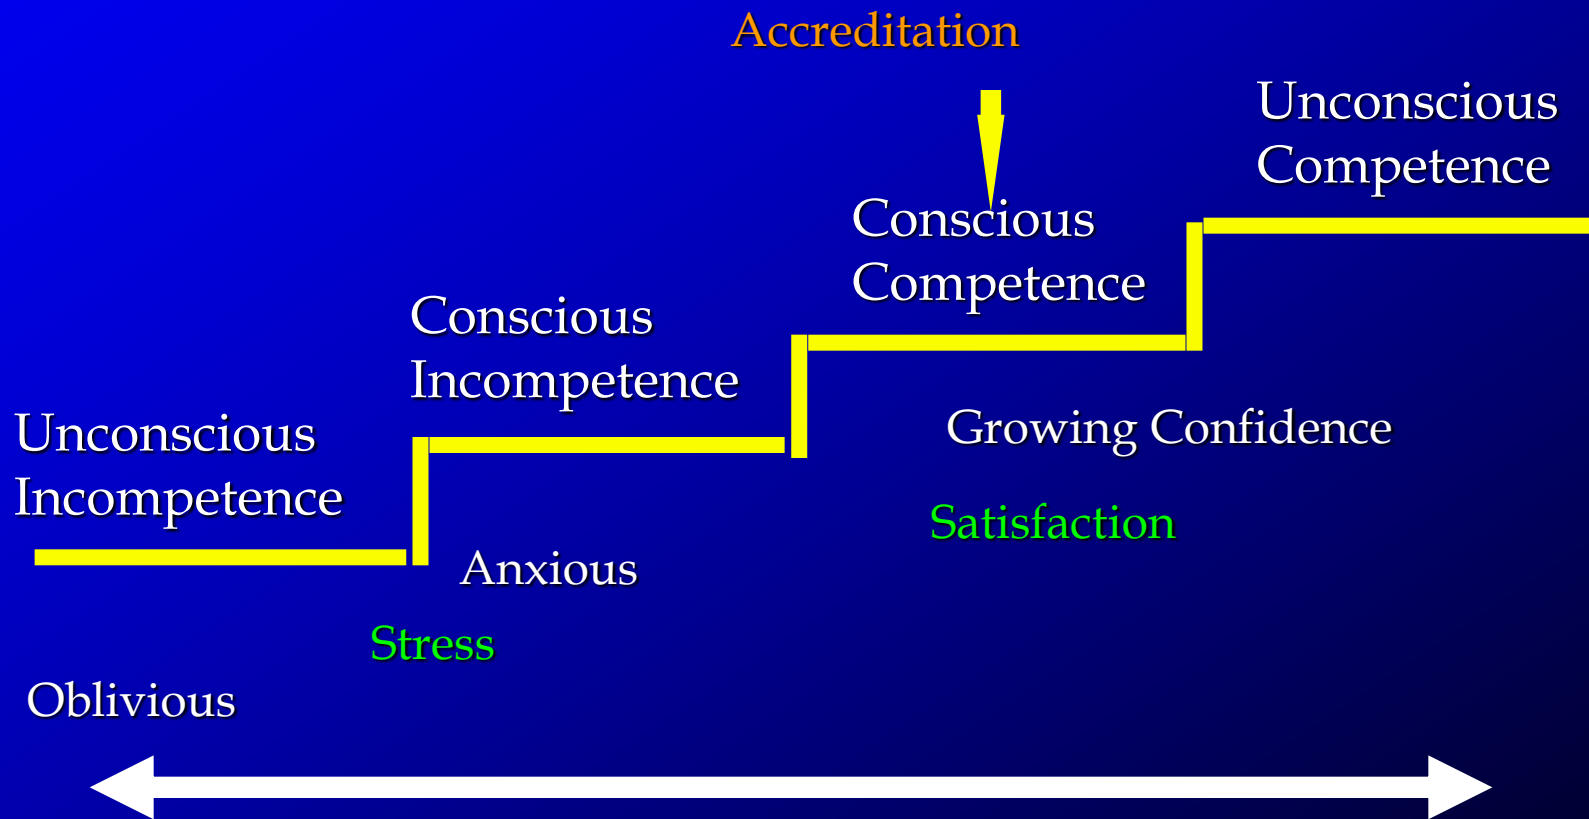 Accreditation
Unconscious
Competence
Conscious
Competence
Conscious
Incompetence
Unconscious
Incompetence
Growing Confidence
Satisfaction
Anxious
Stress
Oblivious